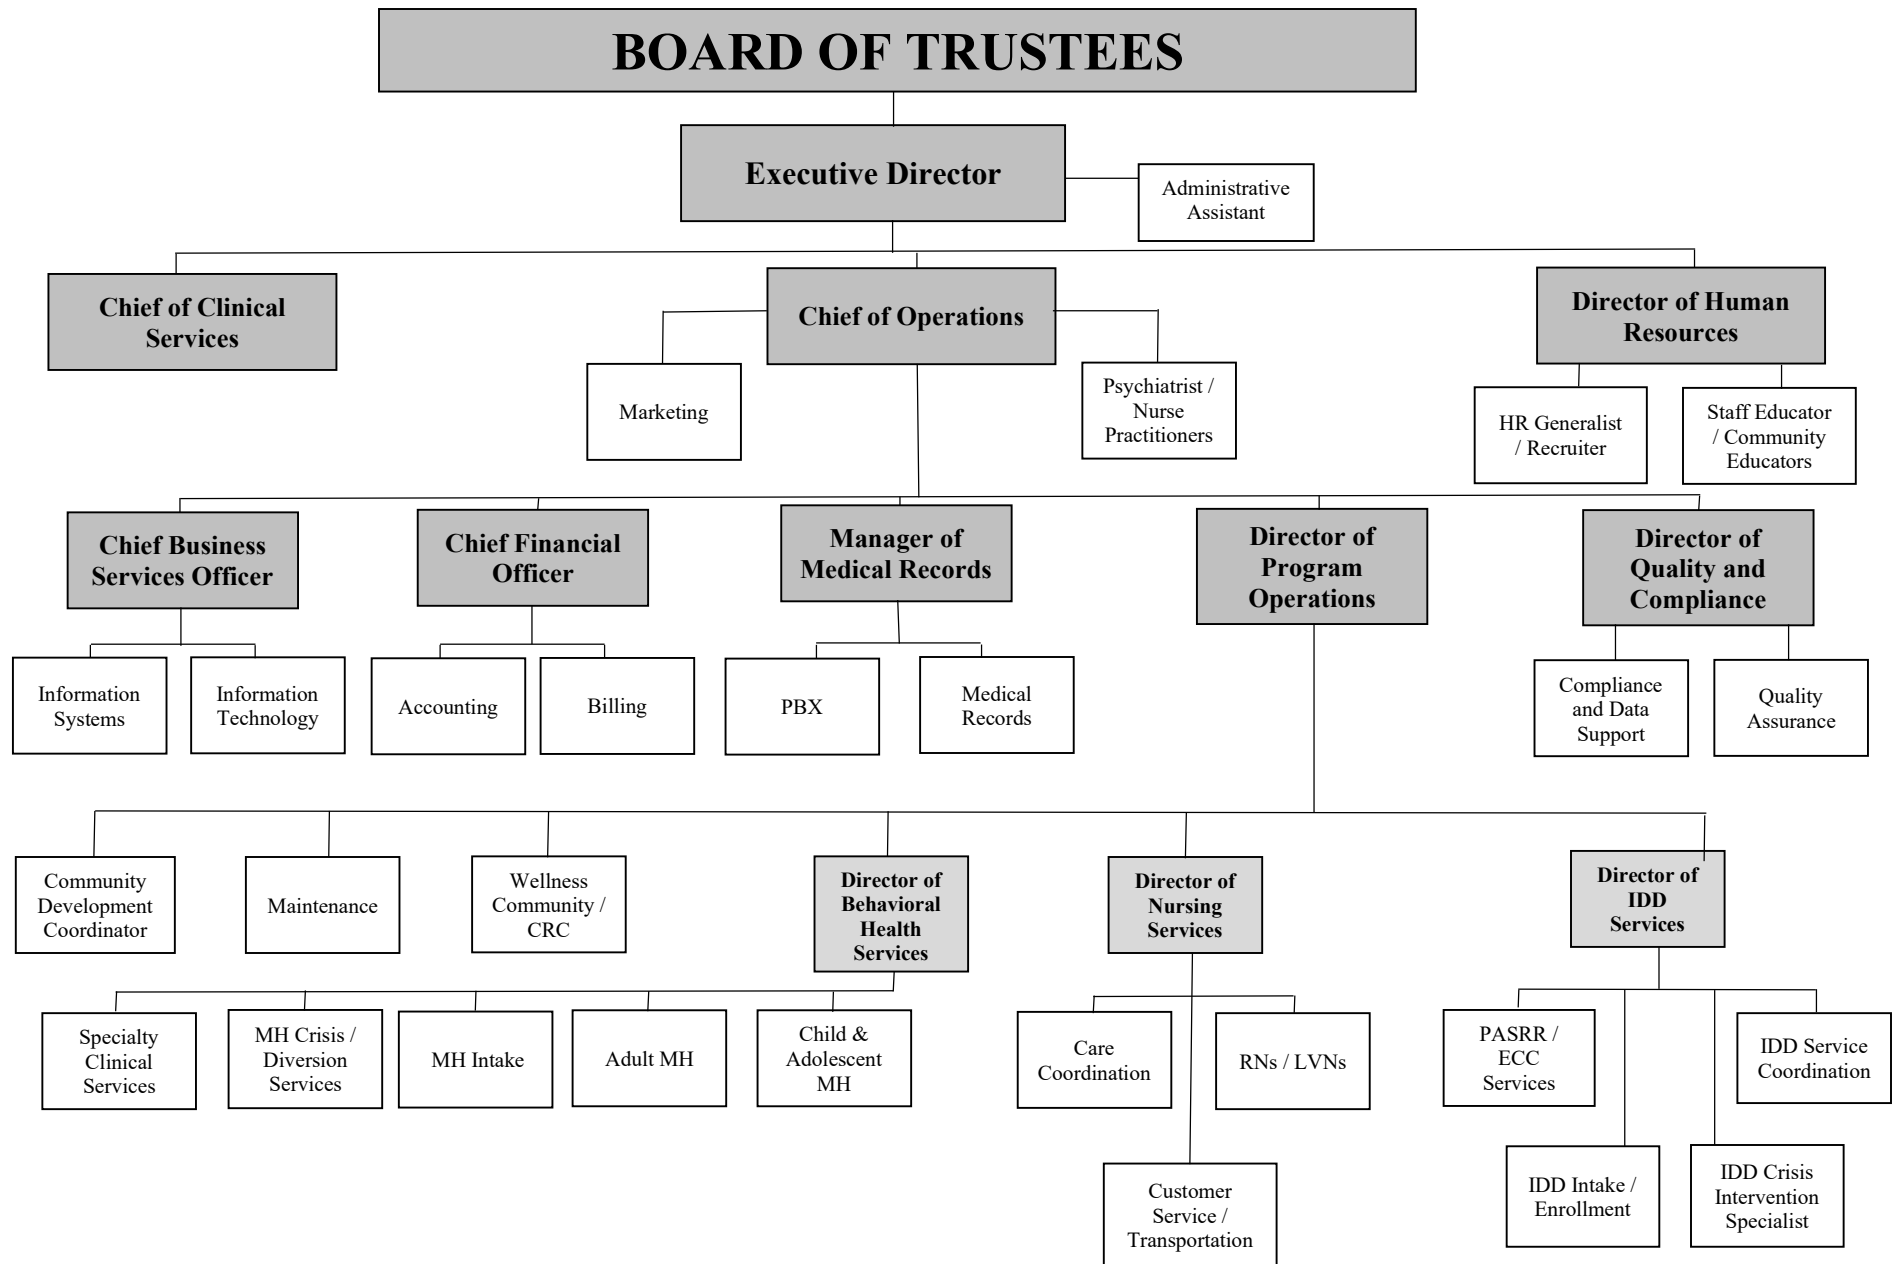 BOARD OF TRUSTEES
Executive Director
Administrative
Assistant
Chief of Clinical
Services
Chief of Operations
Director of Human
Resources
Marketing
Psychiatrist /
Nurse
Practitioners
HR Generalist
/ Recruiter
Staff Educator
/ Community
Educators
Chief Business
Services Officer
Chief Financial
Officer
Manager of
Medical Records
Director of
Program
Operations
Director of
Quality and
Compliance
Information
Systems
Information
Technology
Accounting
Billing
PBX
Medical
Records
Compliance
and Data
Support
Quality
Assurance
Community
Development
Coordinator
Maintenance
Wellness
Community /
CRC
Director of
Behavioral
Health
Services
Director of
Nursing
Services
Director of
IDD
Services
Specialty
Clinical
Services
MH Crisis /
Diversion
Services
MH Intake
Adult MH
Child &
Adolescent
MH
Care
Coordination
RNs / LVNs
PASRR /
ECC
Services
IDD Service
Coordination
Customer
Service /
Transportation
IDD Intake /
Enrollment
IDD Crisis
Intervention
Specialist